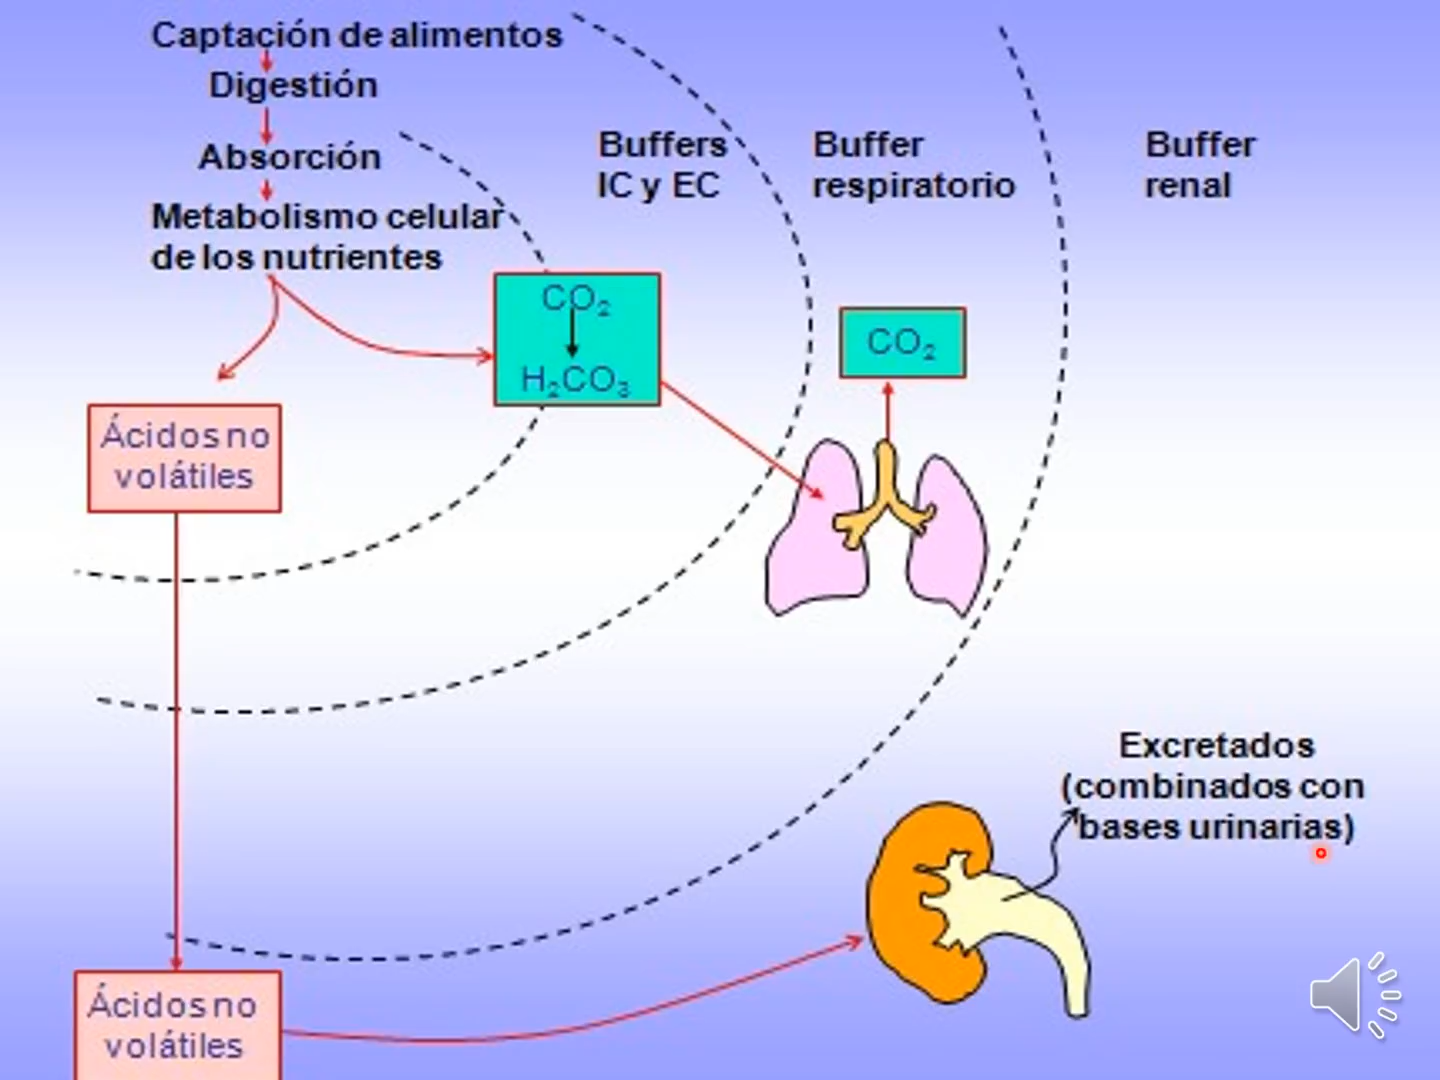 Captación de alimentos
Digestión
Absorción
Metabolismo celular
de los nutrientes
Buffers
IC y EC
Buffer
respiratorio
Buffer
renal
CO₂
H₂CO₃
CO₂
Ácidos no
volátiles
Excretados
(combinados con
bases urinarias)
Ácidos no
volátiles